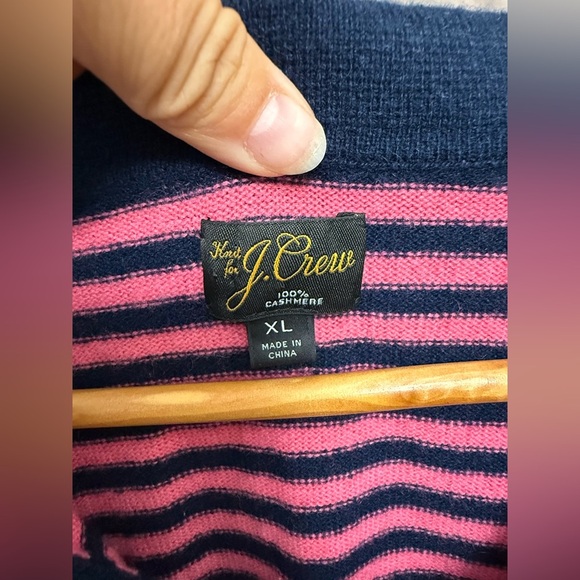 Knit
for
J.Crew
100%
CASHMERE
XL
MADE IN
CHINA